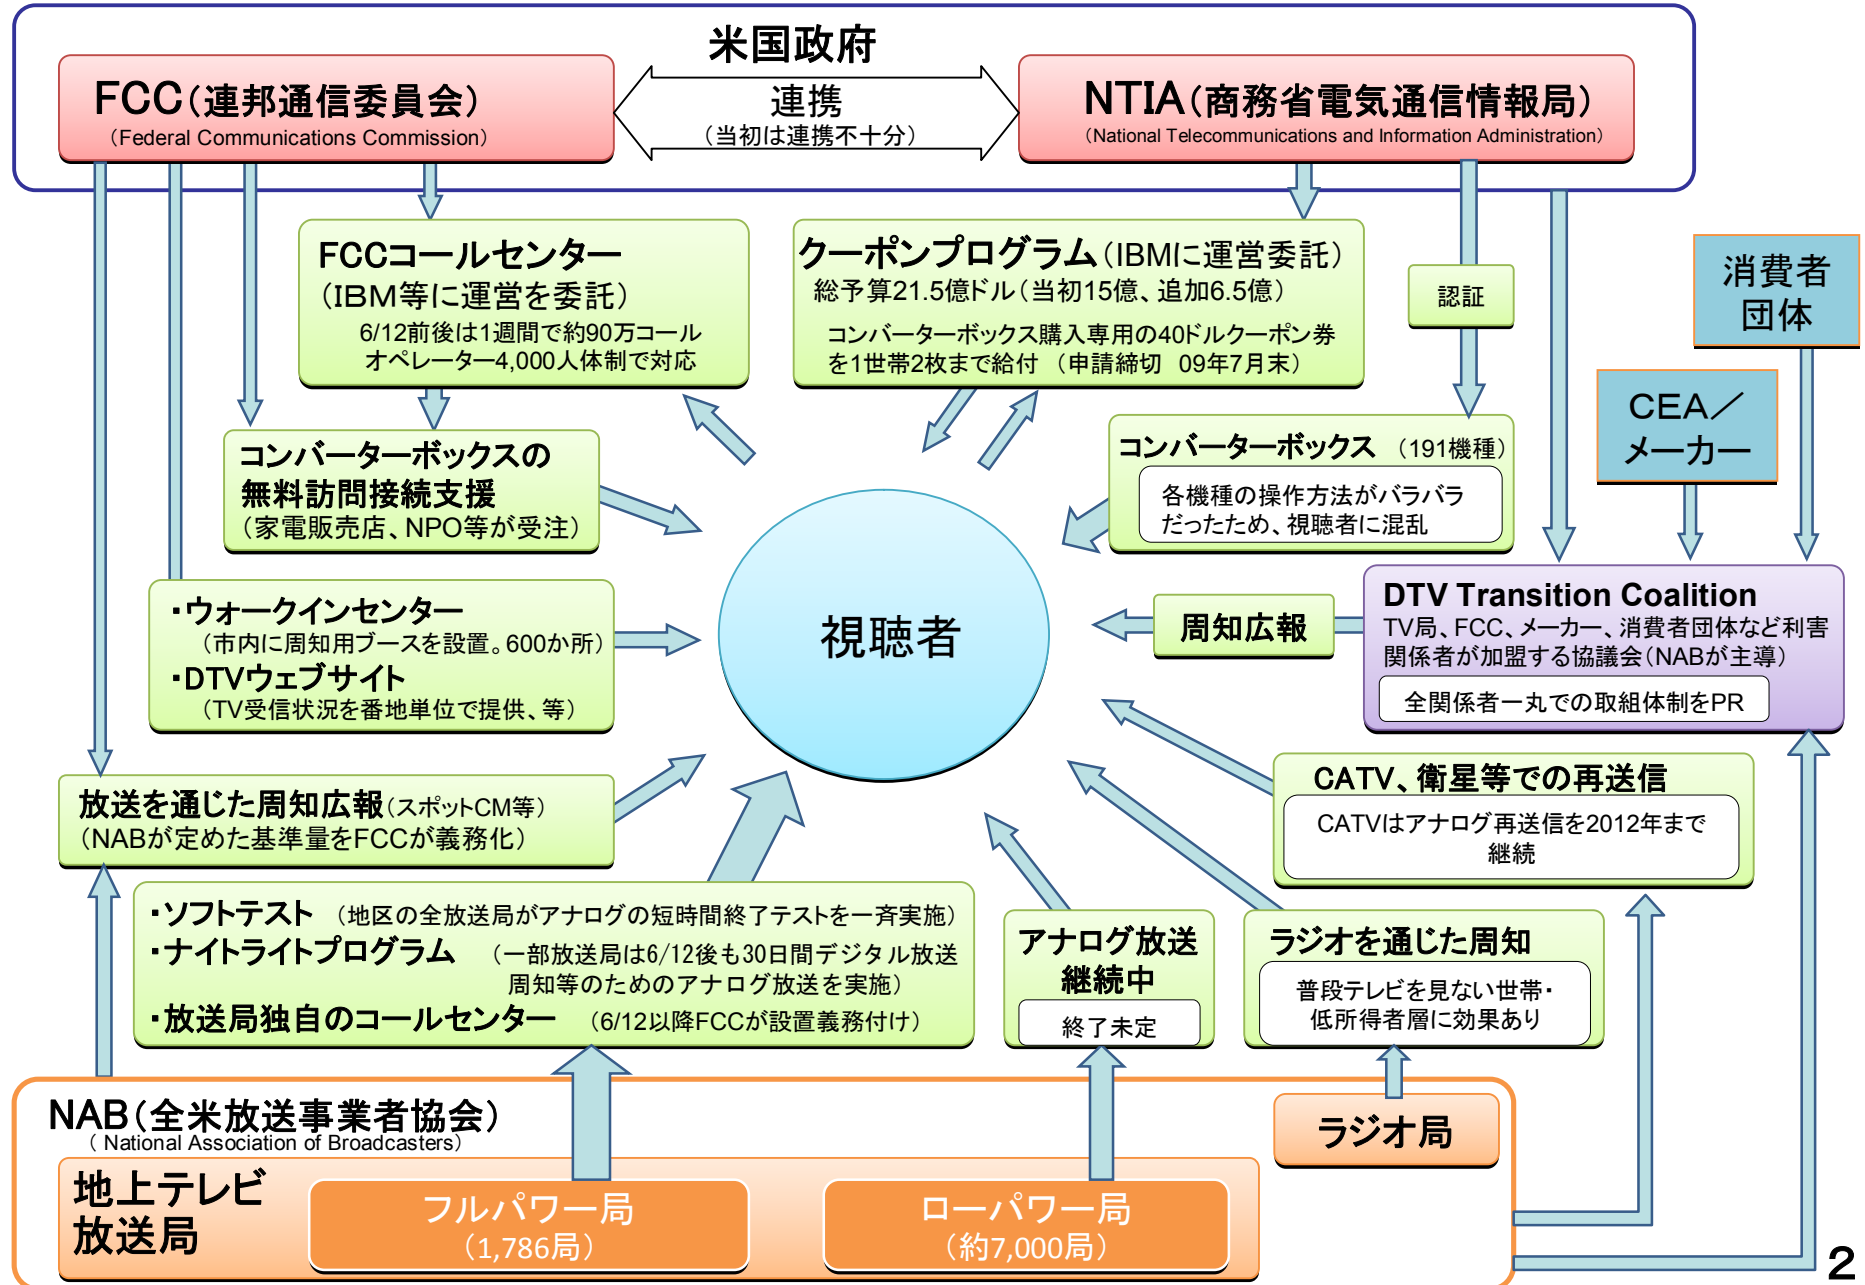 米国政府
FCC（連邦通信委員会）
(Federal Communications Commission)
連携
（当初は連携不十分）
NTIA（商務省電気通信情報局）
(National Telecommunications and Information Administration)
FCCコールセンター
（ＩＢＭ等に運営を委託）
6/12前後は1週間で約90万コール
オペレーター4,000人体制で対応
クーポンプログラム（IBMに運営委託）
総予算21.5億ドル（当初15億、追加6.5億）
コンバーターボックス購入専用の40ドルクーポン券
を1世帯2枚まで給付　（申請締切　09年7月末）
認証
消費者
団体
ＣＥＡ／
メーカー
コンバーターボックスの
無料訪問接続支援
（家電販売店、NPO等が受注）
コンバーターボックス　（191機種）
各機種の操作方法がバラバラ
だったため、視聴者に混乱
・ウォークインセンター
（市内に周知用ブースを設置。600か所）
・DTVウェブサイト
（TV受信状況を番地単位で提供、等）
視聴者
周知広報
DTV Transition Coalition
TV局、FCC、メーカー、消費者団体など利害
関係者が加盟する協議会（NABが主導）
全関係者一丸での取組体制をPR
放送を通じた周知広報（スポットCM等）
（NABが定めた基準量をFCCが義務化）
CATV、衛星等での再送信
CATVはアナログ再送信を2012年まで
継続
・ソフトテスト　（地区の全放送局がアナログの短時間終了テストを一斉実施）
・ナイトライトプログラム　（一部放送局は6/12後も30日間デジタル放送
周知等のためのアナログ放送を実施）
・放送局独自のコールセンター　（6/12以降FCCが設置義務付け）
アナログ放送
継続中
終了未定
ラジオを通じた周知
普段テレビを見ない世帯・
低所得者層に効果あり
NAB（全米放送事業者協会）
（ National Association of Broadcasters）
ラジオ局
地上テレビ
放送局
フルパワー局
（1,786局）
ローパワー局
（約7,000局）
2